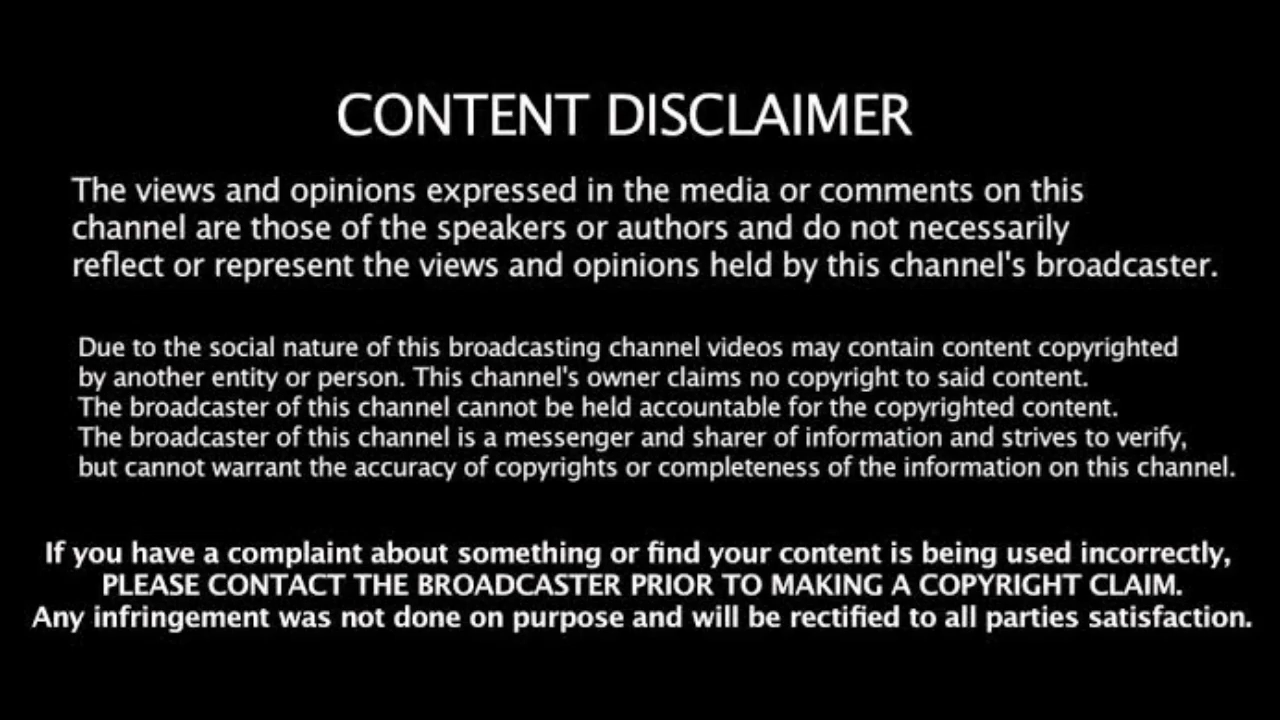 CONTENT DISCLAIMER
The views and opinions expressed in the media or comments on this
channel are those of the speakers or authors and do not necessarily
reflect or represent the views and opinions held by this channel's broadcaster.
Due to the social nature of this broadcasting channel videos may contain content copyrighted
by another entity or person. This channel's owner claims no copyright to said content.
The broadcaster of this channel cannot be held accountable for the copyrighted content.
The broadcaster of this channel is a messenger and sharer of information and strives to verify,
but cannot warrant the accuracy of copyrights or completeness of the information on this channel.
If you have a complaint about something or find your content is being used incorrectly,
PLEASE CONTACT THE BROADCASTER PRIOR TO MAKING A COPYRIGHT CLAIM.
Any infringement was not done on purpose and will be rectified to all parties satisfaction.